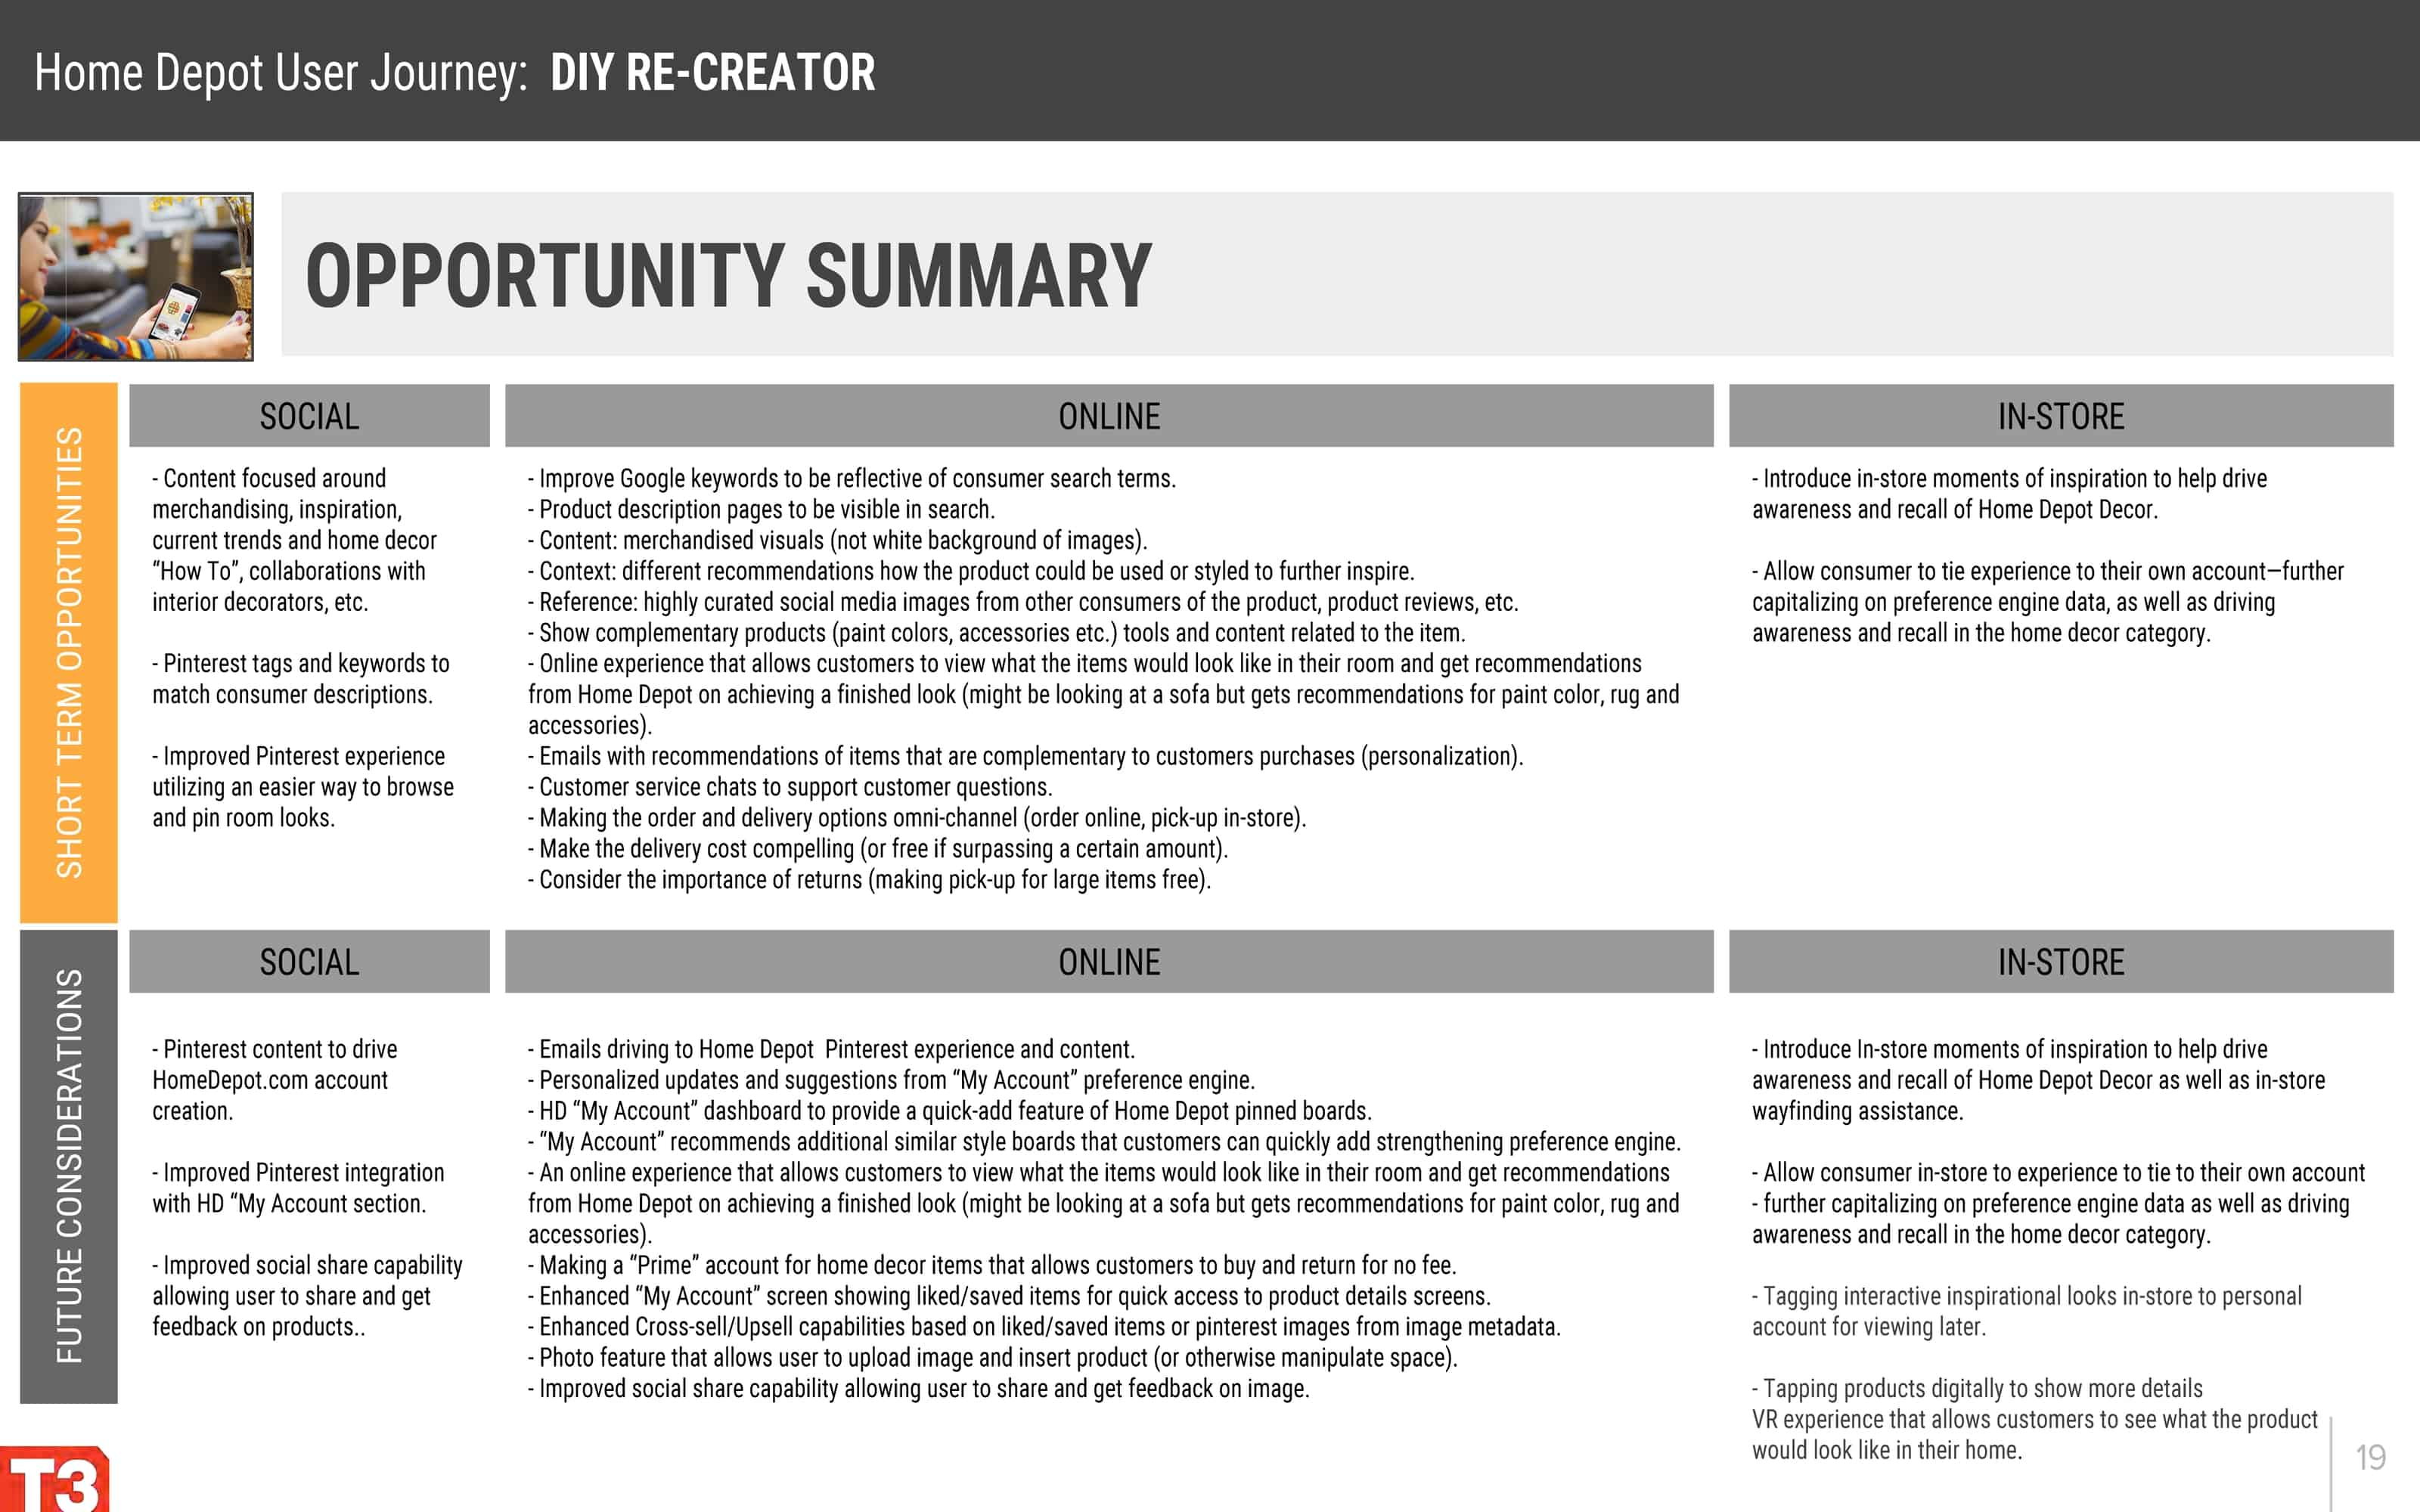 Home Depot User Journey: DIY RE-CREATOR
OPPORTUNITY SUMMARY
SHORT TERM OPPORTUNITIES
SOCIAL
- Content focused around
merchandising, inspiration,
current trends and home decor
“How To”, collaborations with
interior decorators, etc.
- Pinterest tags and keywords to
match consumer descriptions.
- Improved Pinterest experience
utilizing an easier way to browse
and pin room looks.
ONLINE
- Improve Google keywords to be reflective of consumer search terms.
- Product description pages to be visible in search.
- Content: merchandised visuals (not white background of images).
- Context: different recommendations how the product could be used or styled to further inspire.
- Reference: highly curated social media images from other consumers of the product, product reviews, etc.
- Show complementary products (paint colors, accessories etc.) tools and content related to the item.
- Online experience that allows customers to view what the items would look like in their room and get recommendations
from Home Depot on achieving a finished look (might be looking at a sofa but gets recommendations for paint color, rug and
accessories).
- Emails with recommendations of items that are complementary to customers purchases (personalization).
- Customer service chats to support customer questions.
- Making the order and delivery options omni-channel (order online, pick-up in-store).
- Make the delivery cost compelling (or free if surpassing a certain amount).
- Consider the importance of returns (making pick-up for large items free).
IN-STORE
- Introduce in-store moments of inspiration to help drive
awareness and recall of Home Depot Decor.
- Allow consumer to tie experience to their own account—further
capitalizing on preference engine data, as well as driving
awareness and recall in the home decor category.
FUTURE CONSIDERATIONS
SOCIAL
- Pinterest content to drive
HomeDepot.com account
creation.
- Improved Pinterest integration
with HD “My Account section.
- Improved social share capability
allowing user to share and get
feedback on products..
ONLINE
- Emails driving to Home Depot  Pinterest experience and content.
- Personalized updates and suggestions from “My Account” preference engine.
- HD “My Account” dashboard to provide a quick-add feature of Home Depot pinned boards.
- “My Account” recommends additional similar style boards that customers can quickly add strengthening preference engine.
- An online experience that allows customers to view what the items would look like in their room and get recommendations
from Home Depot on achieving a finished look (might be looking at a sofa but gets recommendations for paint color, rug and
accessories).
- Making a “Prime” account for home decor items that allows customers to buy and return for no fee.
- Enhanced “My Account” screen showing liked/saved items for quick access to product details screens.
- Enhanced Cross-sell/Upsell capabilities based on liked/saved items or pinterest images from image metadata.
- Photo feature that allows user to upload image and insert product (or otherwise manipulate space).
- Improved social share capability allowing user to share and get feedback on image.
IN-STORE
- Introduce In-store moments of inspiration to help drive
awareness and recall of Home Depot Decor as well as in-store
wayfinding assistance.
- Allow consumer in-store to experience to tie to their own account
- further capitalizing on preference engine data as well as driving
awareness and recall in the home decor category.
- Tagging interactive inspirational looks in-store to personal
account for viewing later.
- Tapping products digitally to show more details
VR experience that allows customers to see what the product
would look like in their home.
T3
19